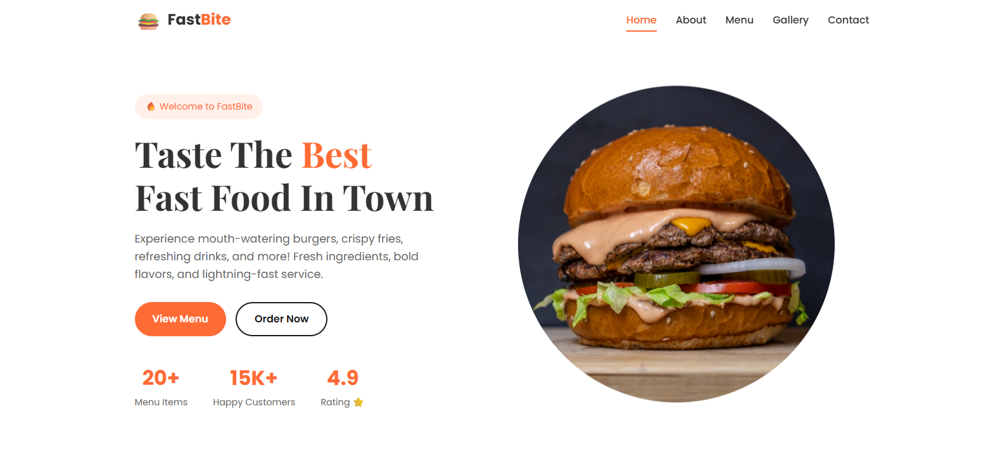 FastBite
Home About Menu Gallery Contact
🔥 Welcome to FastBite
Taste The Best
Fast Food In Town
Experience mouth-watering burgers, crispy fries,
refreshing drinks, and more! Fresh ingredients, bold
flavors, and lightning-fast service.
View Menu Order Now
20+ 15K+ 4.9
Menu Items Happy Customers Rating ⭐